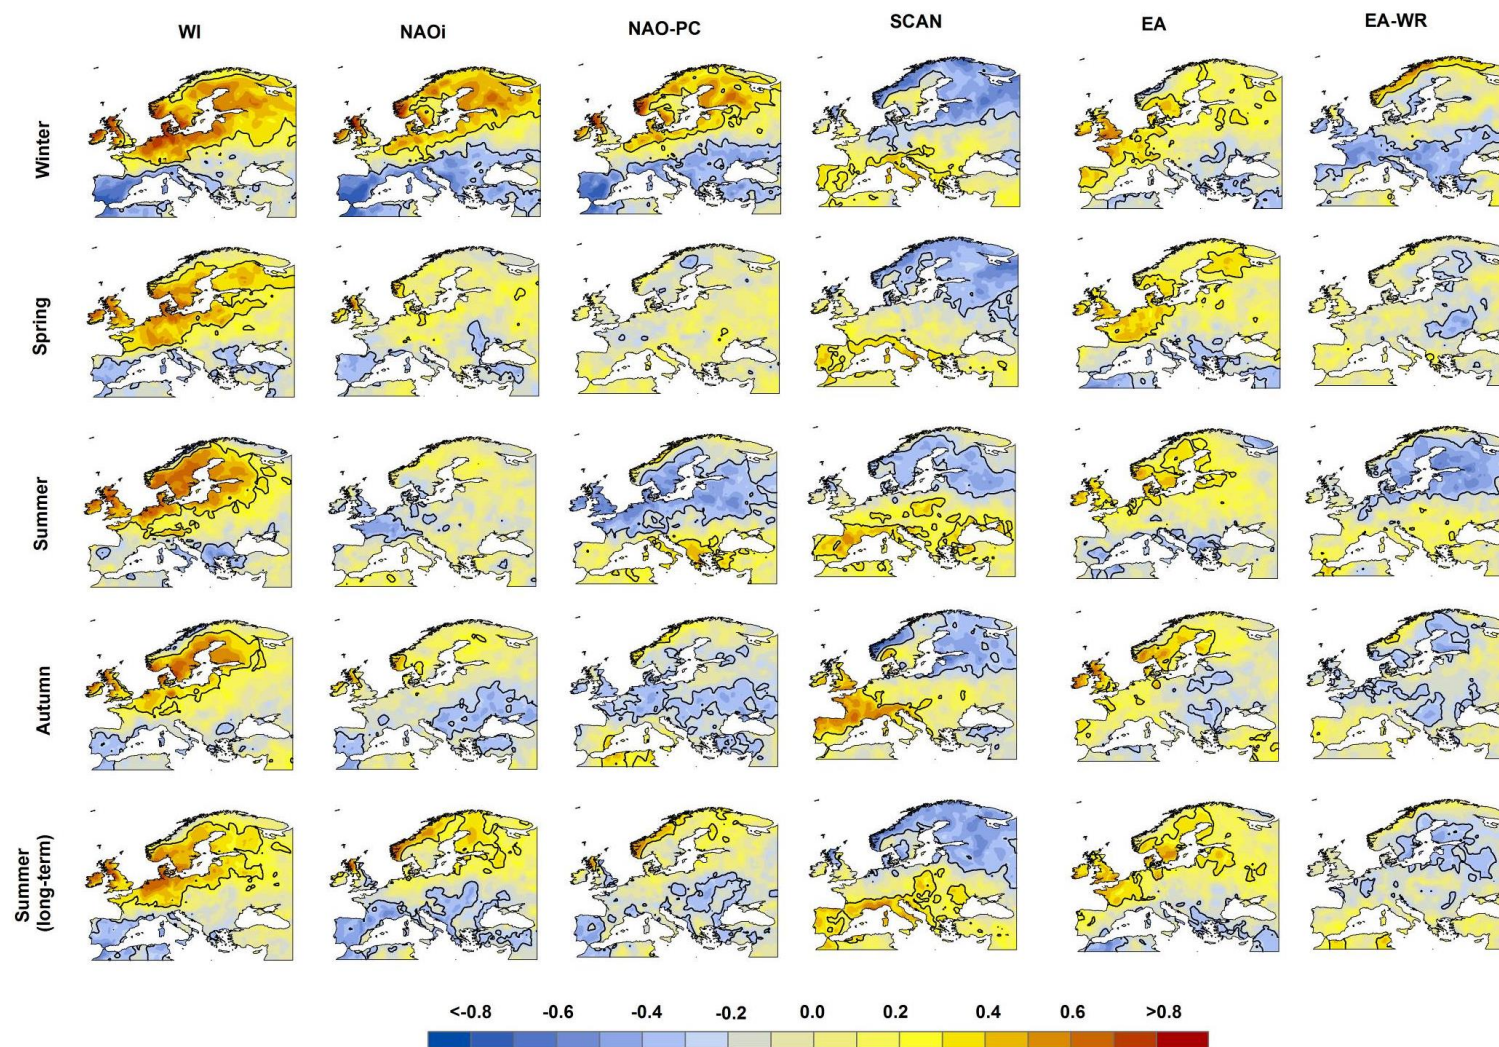 WI NAOi NAO-PC SCAN EA EA-WR
Winter
Spring
Summer
Autumn
Summer
(long-term)
<-0.8 -0.6 -0.4 -0.2 0.0 0.2 0.4 0.6 >0.8